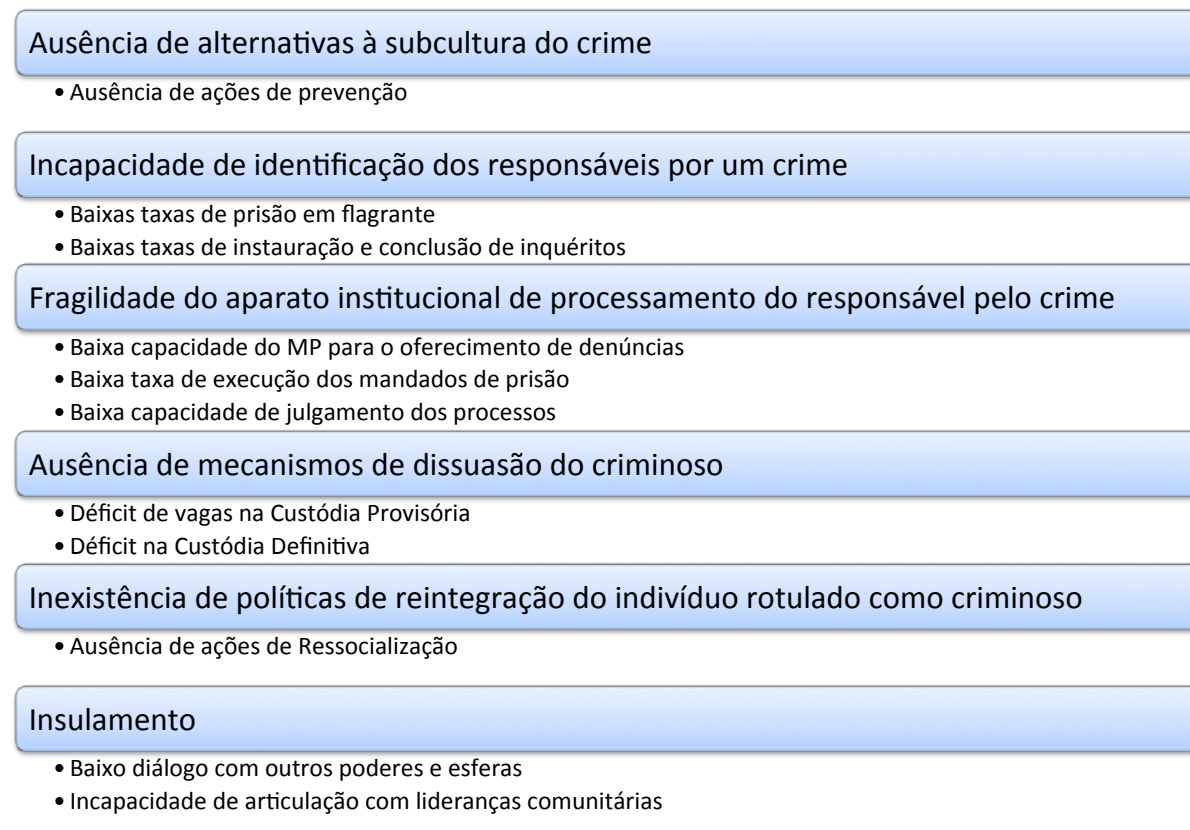 Ausência de alternativas à subcultura do crime
• Ausência de ações de prevenção
Incapacidade de identificação dos responsáveis por um crime
• Baixas taxas de prisão em flagrante
• Baixas taxas de instauração e conclusão de inquéritos
Fragilidade do aparato institucional de processamento do responsável pelo crime
• Baixa capacidade do MP para o oferecimento de denúncias
• Baixa taxa de execução dos mandados de prisão
• Baixa capacidade de julgamento dos processos
Ausência de mecanismos de dissuasão do criminoso
• Déficit de vagas na Custódia Provisória
• Déficit na Custódia Definitiva
Inexistência de políticas de reintegração do indivíduo rotulado como criminoso
• Ausência de ações de Ressocialização
Insulamento
• Baixo diálogo com outros poderes e esferas
• Incapacidade de articulação com lideranças comunitárias